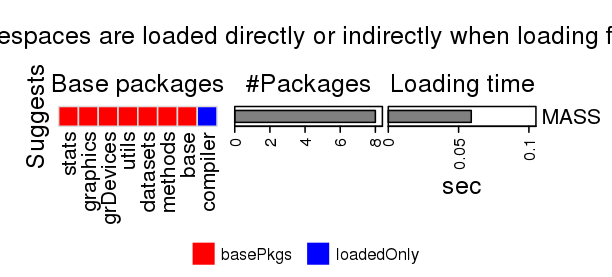 espaces are loaded directly or indirectly when loading f
Base packages
#Packages
Loading time
Suggests
MASS
stats
graphics
grDevices
utils
datasets
methods
base
compiler
0
2
4
6
8
0
0.05
0.1
sec
basePkgs
loadedOnly